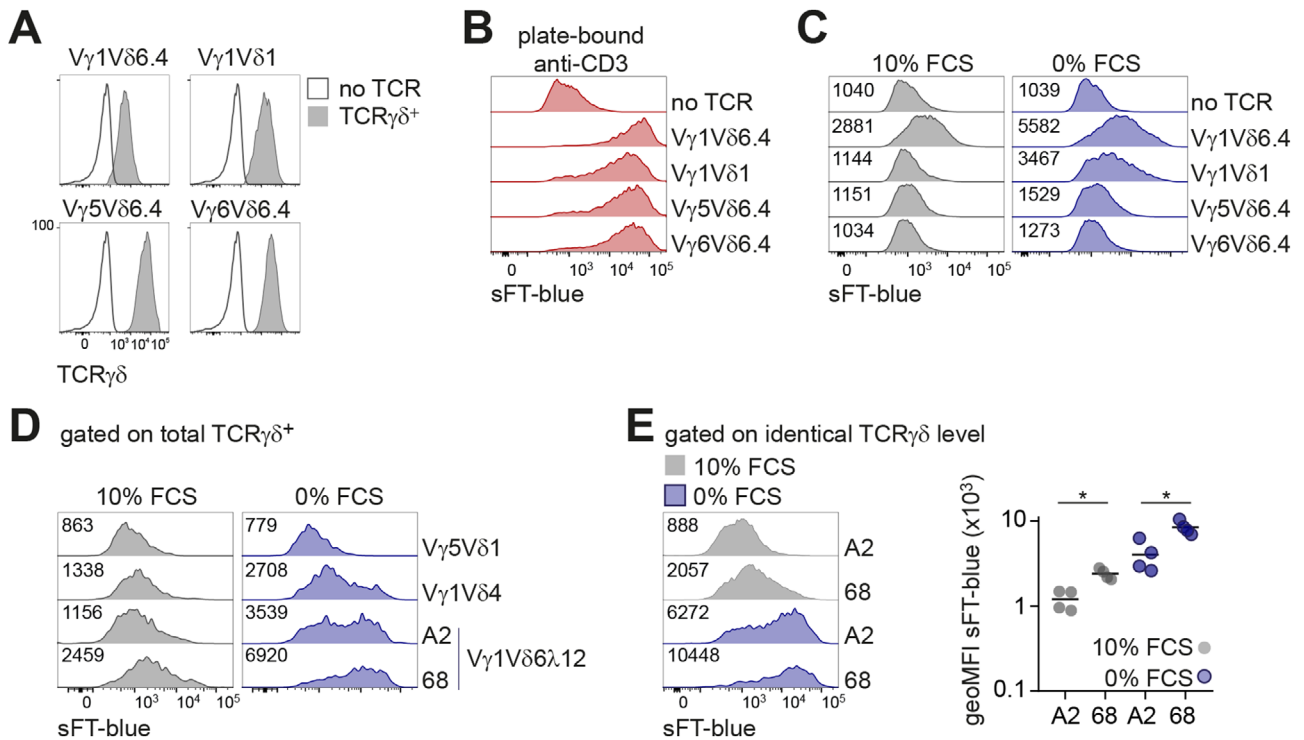 A
Vγ1Vδ6.4
Vγ1Vδ1
no TCR
TCRγδ+
Vγ5Vδ6.4
Vγ6Vδ6.4
100
0 10³ 10⁴ 10⁵
TCRγδ
B
plate-bound
anti-CD3
no TCR
Vγ1Vδ6.4
Vγ1Vδ1
Vγ5Vδ6.4
Vγ6Vδ6.4
0 10³ 10⁴ 10⁵
sFT-blue
C
10% FCS
0% FCS
1040
1039
no TCR
2881
5582
Vγ1Vδ6.4
1144
3467
Vγ1Vδ1
1151
1529
Vγ5Vδ6.4
1034
1273
Vγ6Vδ6.4
0 10³ 10⁴ 10⁵
sFT-blue
D
gated on total TCRγδ+
10% FCS
0% FCS
863
779
Vγ5Vδ1
1338
2708
Vγ1Vδ4
1156
3539
A2
2459
6920
68
Vγ1Vδ6λ12
0 10³ 10⁴ 10⁵
sFT-blue
E
gated on identical TCRγδ level
10% FCS
0% FCS
888
A2
2057
68
6272
A2
10448
68
0 10³ 10⁴ 10⁵
sFT-blue
geoMFI sFT-blue (x10³)
* *
10
1
0.1
10% FCS
0% FCS
A2 68 A2 68